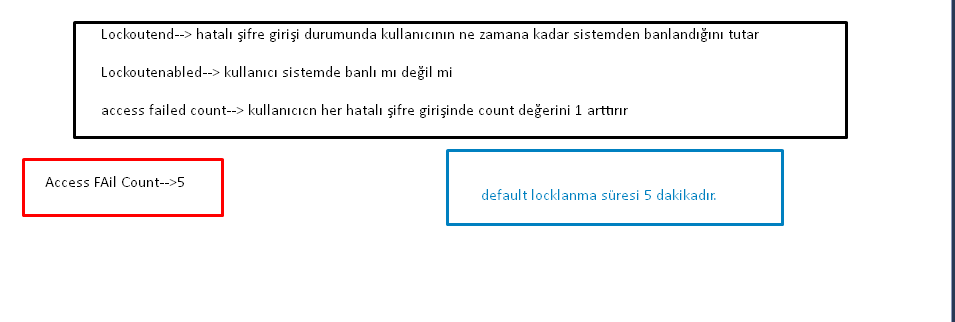 Lockoutend--> hatalı şifre girişi durumunda kullanıcının ne zamana kadar sistemden banlandığını tutar
Lockoutenabled--> kullanıcı sistemde banlı mı değil mi
access failed count--> kullanıcıcn her hatalı şifre girişinde count değerini 1 arttırır
Access FAil Count-->5
default locklanma süresi 5 dakikadır.